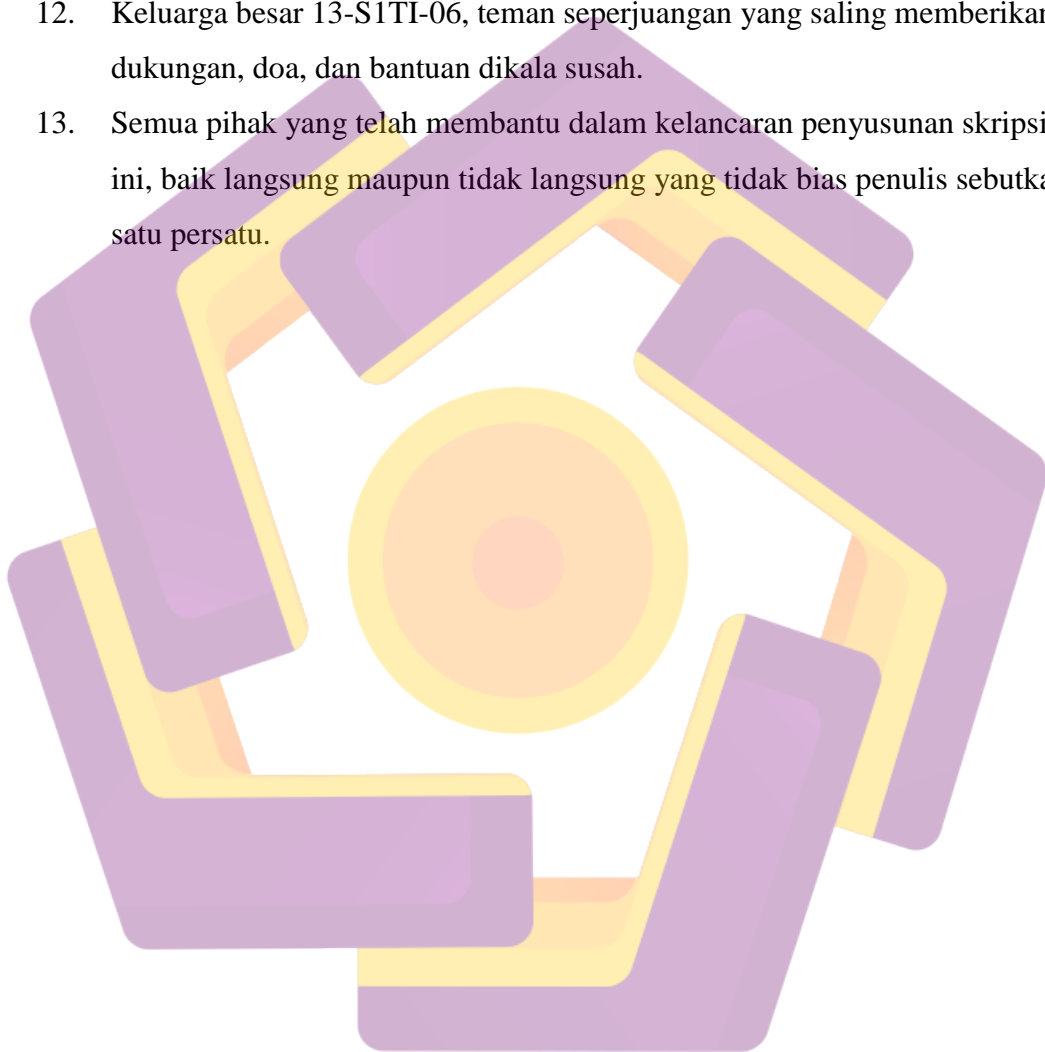 12. Keluarga besar 13-S1TI-06, teman seperjuangan yang saling memberikan
dukungan, doa, dan bantuan dikala susah.
13. Semua pihak yang telah membantu dalam kelancaran penyusunan skripsi
ini, baik langsung maupun tidak langsung yang tidak bias penulis sebutka
satu persatu.